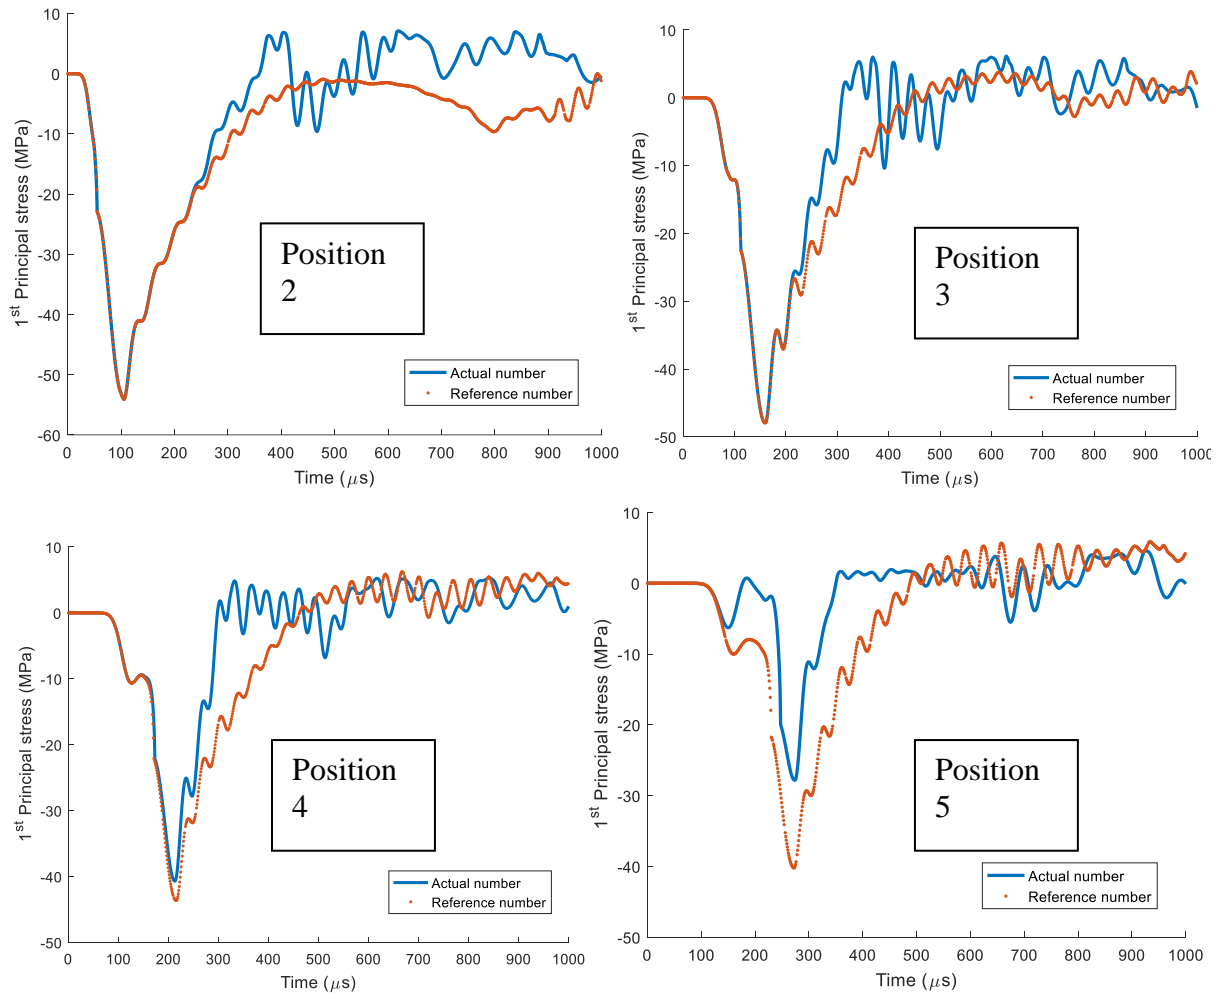 10
0
-10
-20
-30
-40
-50
-60
0 100 200 300 400 500 600 700 800 900 1000
1st Principal stress (MPa)
Time (μs)
Position
2
Actual number
Reference number
10
0
-10
-20
-30
-40
-50
0 100 200 300 400 500 600 700 800 900 1000
1st Principal stress (MPa)
Time (μs)
Position
3
Actual number
Reference number
10
0
-10
-20
-30
-40
-50
0 100 200 300 400 500 600 700 800 900 1000
1st Principal stress (MPa)
Time (μs)
Position
4
Actual number
Reference number
10
0
-10
-20
-30
-40
-50
0 100 200 300 400 500 600 700 800 900 1000
1st Principal stress (MPa)
Time (μs)
Position
5
Actual number
Reference number